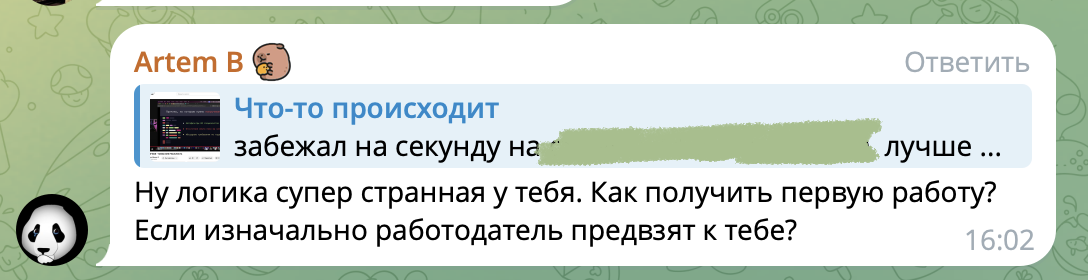 Artem B
Ответить
Что-то происходит
забежал на секунду на лучше ...
Ну логика супер странная у тебя. Как получить первую работу?
Если изначально работодатель предвзят к тебе?
16:02